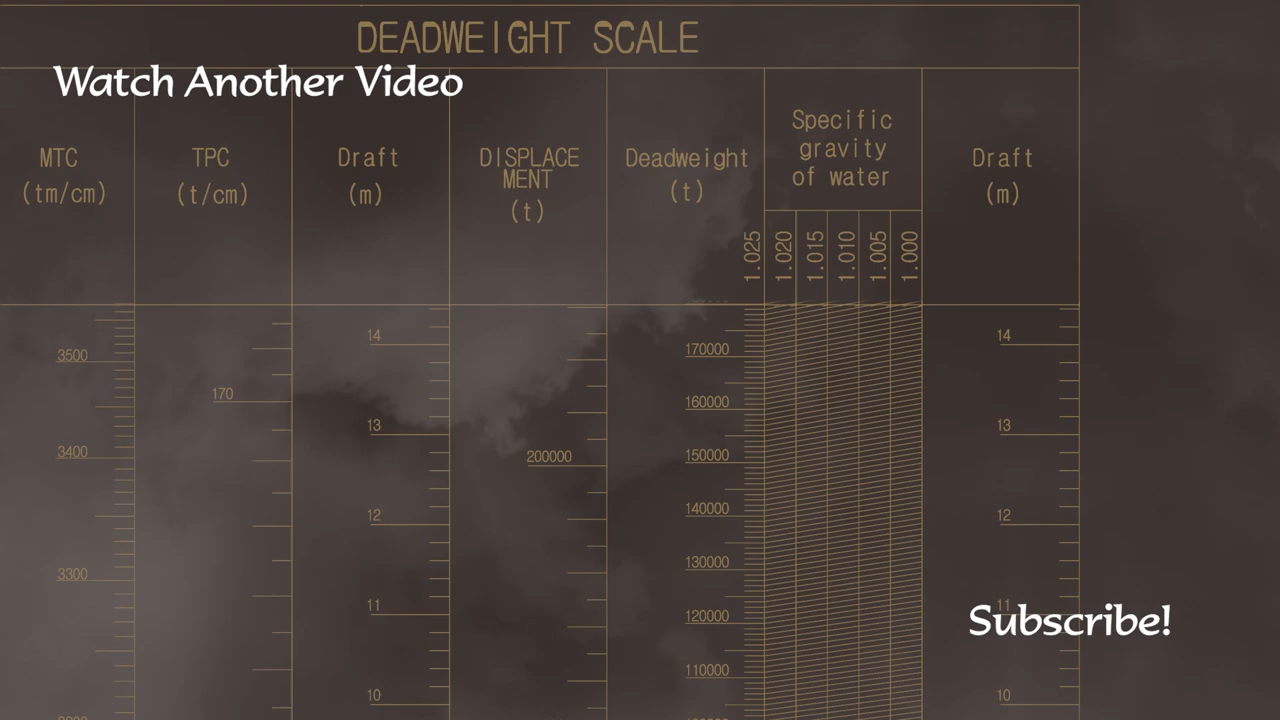 DEADWEIGHT SCALE
Watch Another Video
MTC
(tm/cm)
TPC
(t/cm)
Draft
(m)
DISPLACE
MENT
(t)
Deadweight
(t)
Specific
gravity
of water
Draft
(m)
1.025
1.020
1.015
1.010
1.005
1.000
3500
3400
3300
170
14
13
12
11
10
200000
170000
160000
150000
140000
130000
120000
110000
14
13
12
11
10
Subscribe!